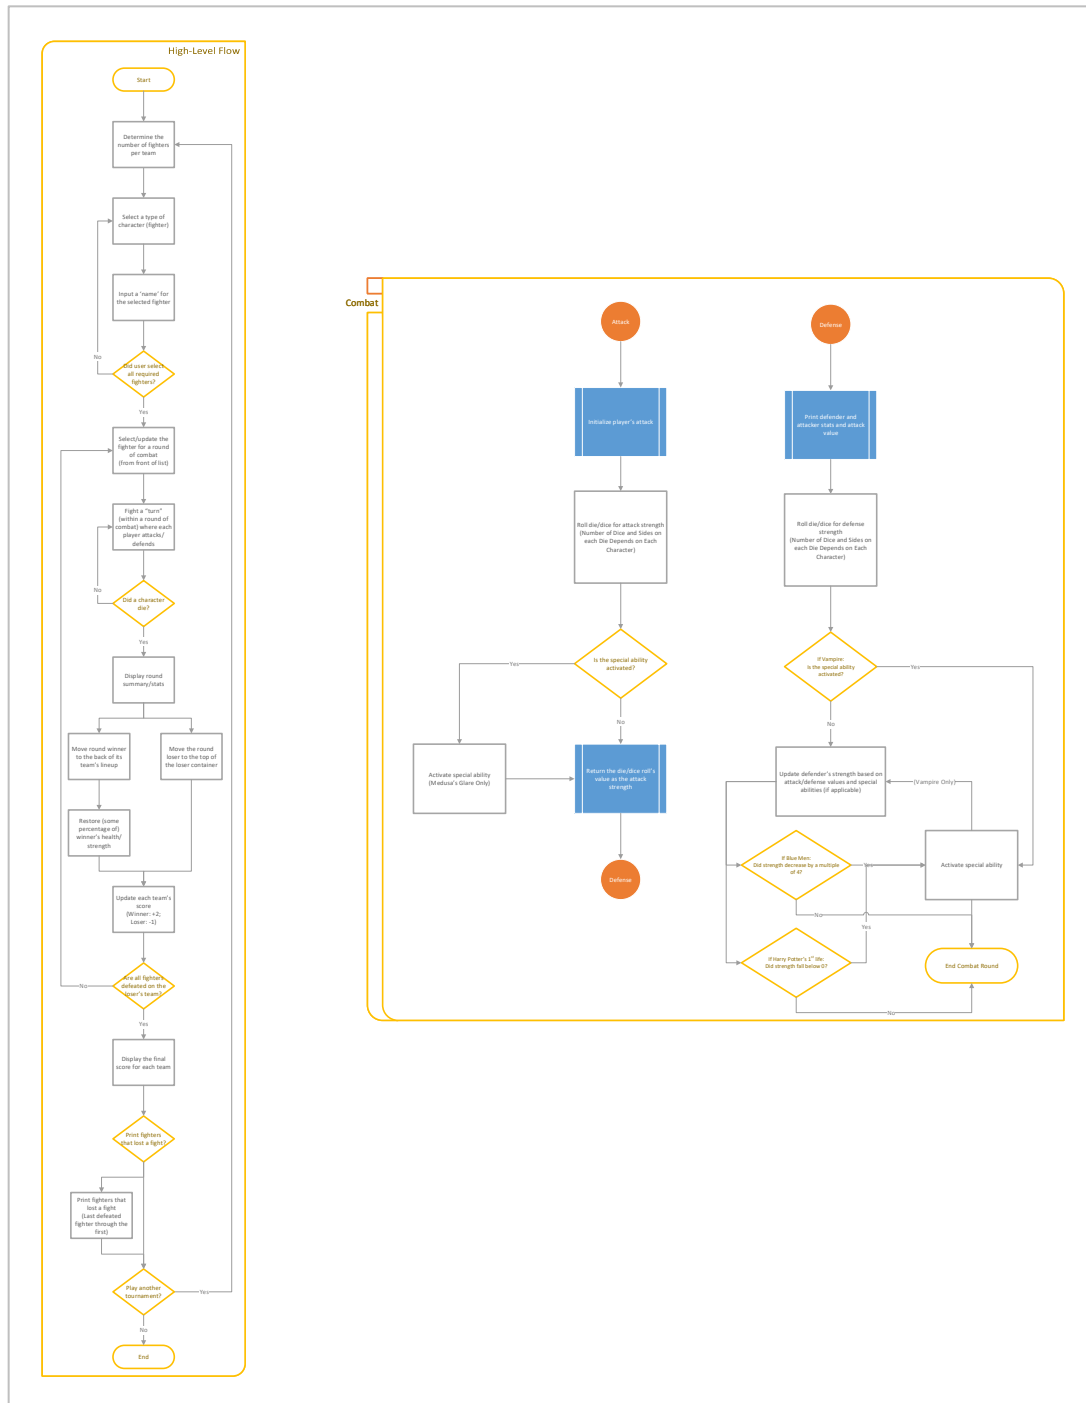 High-Level Flow
Start
Determine the
number of fighters
per team
Select a type of
character (fighter)
Input a 'name' for
the selected fighter
No
Did user select
all required
fighters?
Yes
Select/update the
fighter for a round
of combat
(from front of list)
Fight a "turn"
(within a round of
combat) where each
player attacks/
defends
No
Did a character
die?
Yes
Display round
summary/stats
Move round winner
to the back of its
team's lineup
Move the round
loser to the top of
the loser container
Restore (some
percentage of)
winner's health/
strength
Update each team's
score
(Winner: +2;
Loser: -1)
No
Are all fighters
defeated on the
loser's team?
Yes
Display the final
score for each team
Print fighters
that lost a fight?
Print fighters that
lost a fight
(Last defeated
fighter through the
first)
Play another
tournament?
Yes
No
End
Combat
Attack
Initialize player's attack
Roll die/dice for attack strength
(Number of Dice and Sides on
each Die Depends on Each
Character)
Is the special ability
activated?
Yes
No
Activate special ability
(Medusa's Glare Only)
Return the die/dice roll's
value as the attack
strength
Defense
Defense
Print defender and
attacker stats and attack
value
Roll die/dice for defense
strength
(Number of Dice and Sides on
each Die Depends on Each
Character)
If Vampire:
Is the special ability
activated?
Yes
No
Update defender's strength based on
attack/defense values and special
abilities (if applicable)
(Vampire Only)
If Blue Men:
Did strength decrease by a multiple
of 4?
Yes
Activate special ability
No
Yes
If Harry Potter's 1st life:
Did strength fall below 0?
End Combat Round
No